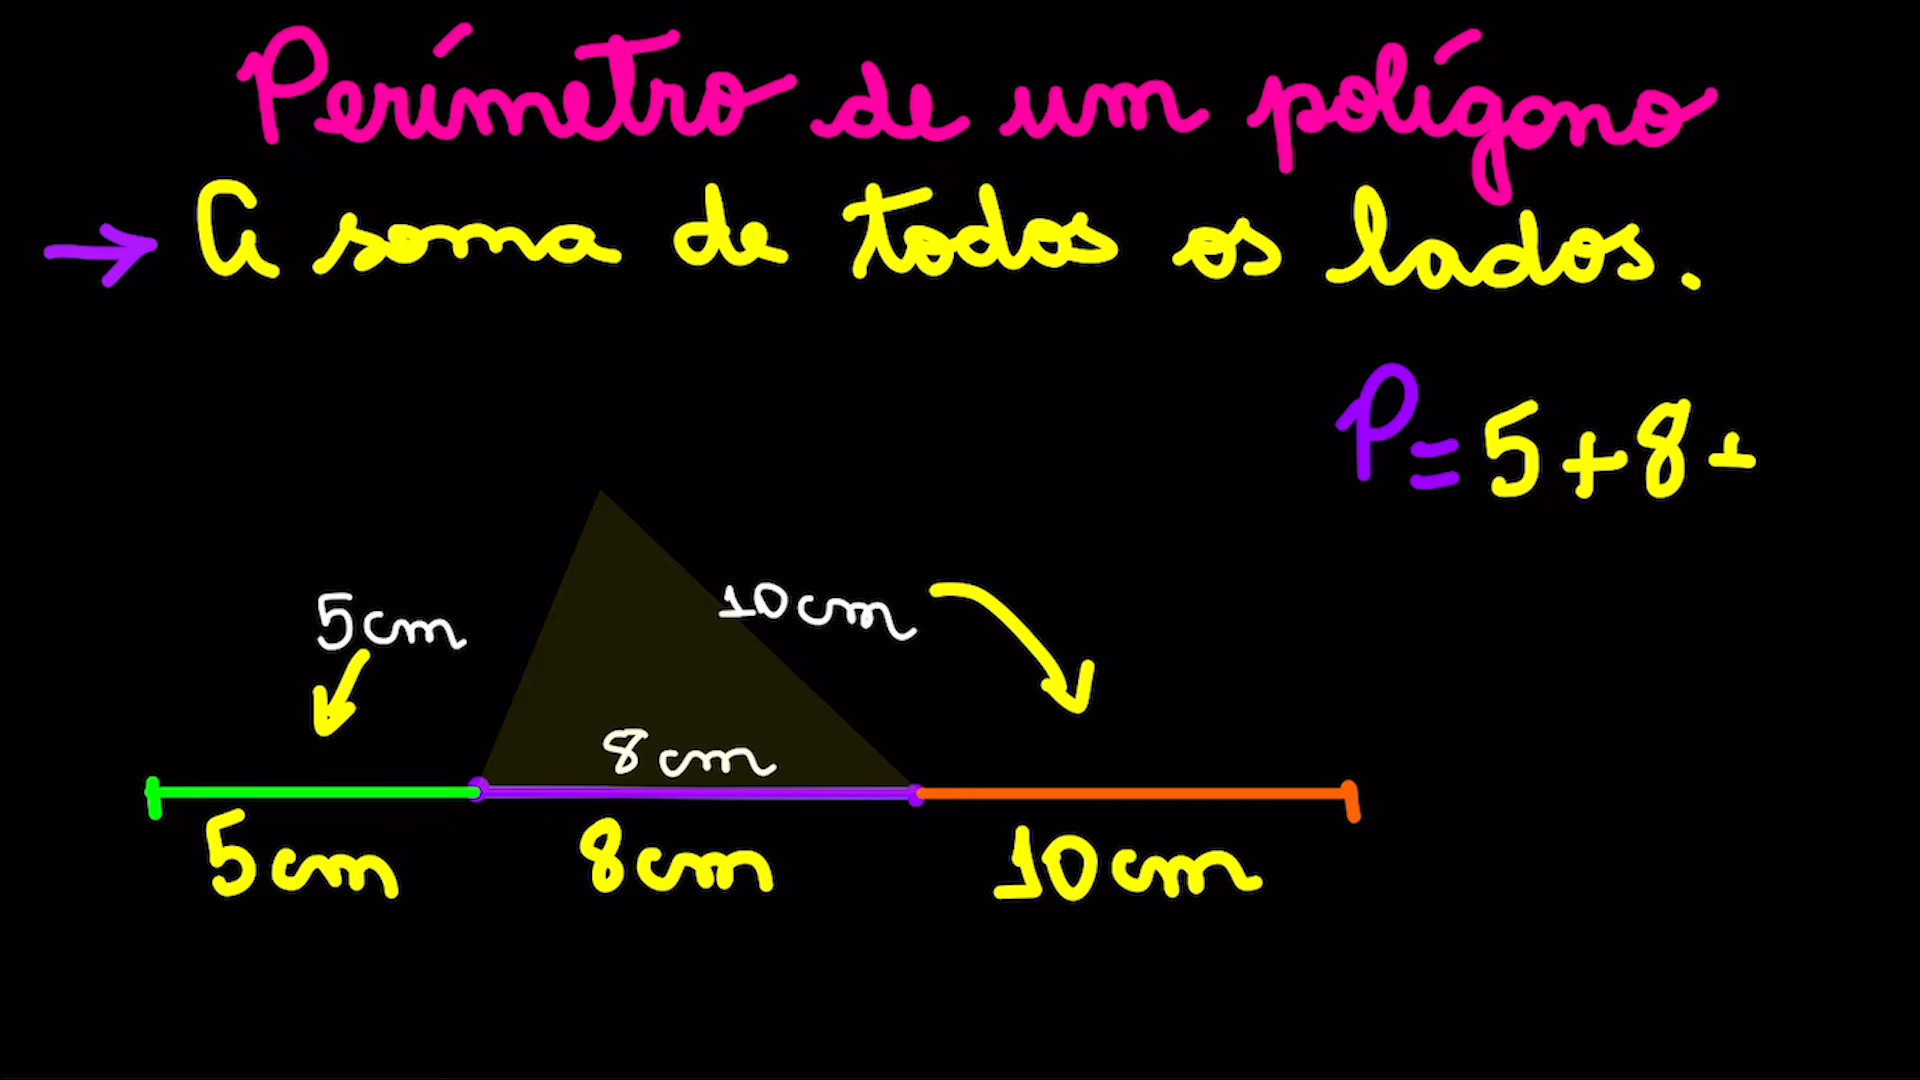 Perímetro de um polígono
→ A soma de todos os lados.
P = 5 + 8 +
5cm
10cm
8cm
5cm 8cm 10cm